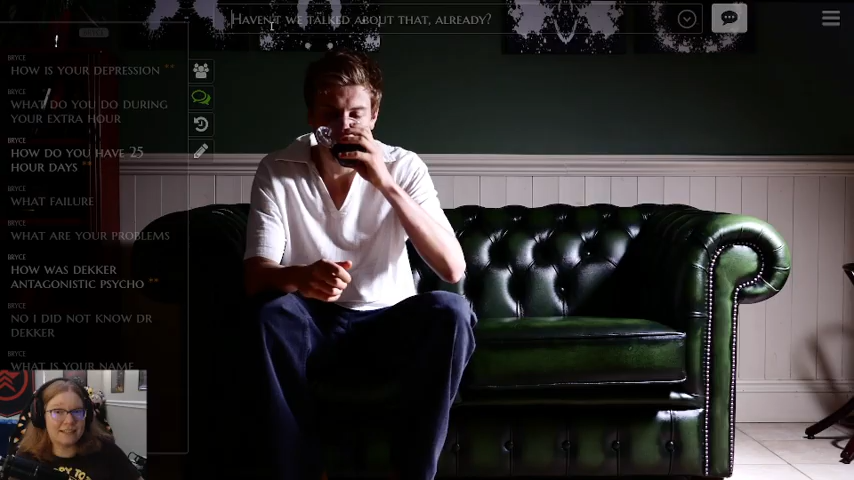 Haven't we talked about that, already?
BRYCE
HOW IS YOUR DEPRESSION **
BRYCE
WHAT DO YOU DO DURING
YOUR EXTRA HOUR
BRYCE
HOW DO YOU HAVE 25
HOUR DAYS **
BRYCE
WHAT FAILURE
BRYCE
WHAT ARE YOUR PROBLEMS
BRYCE
HOW WAS DEKKER
ANTAGONISTIC PSYCHO **
BRYCE
NO I DID NOT KNOW DR
DEKKER
BRYCE
WHAT IS YOUR NAME